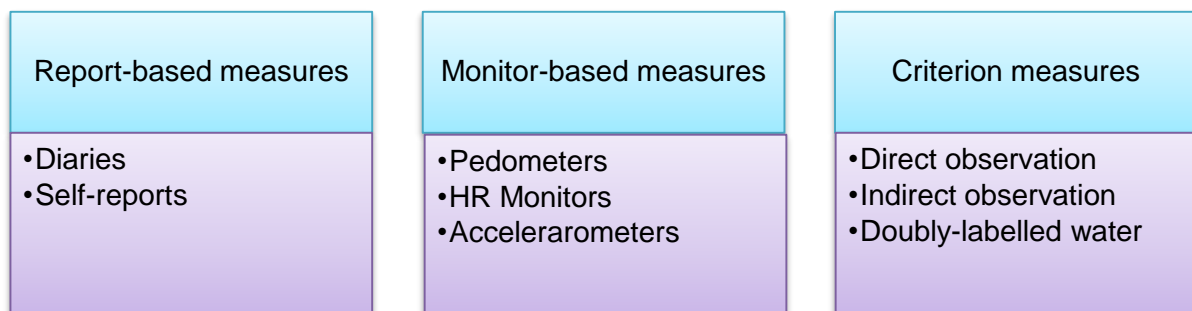 Report-based measures
•Diaries
•Self-reports
Monitor-based measures
•Pedometers
•HR Monitors
•Accelerarometers
Criterion measures
•Direct observation
•Indirect observation
•Doubly-labelled water